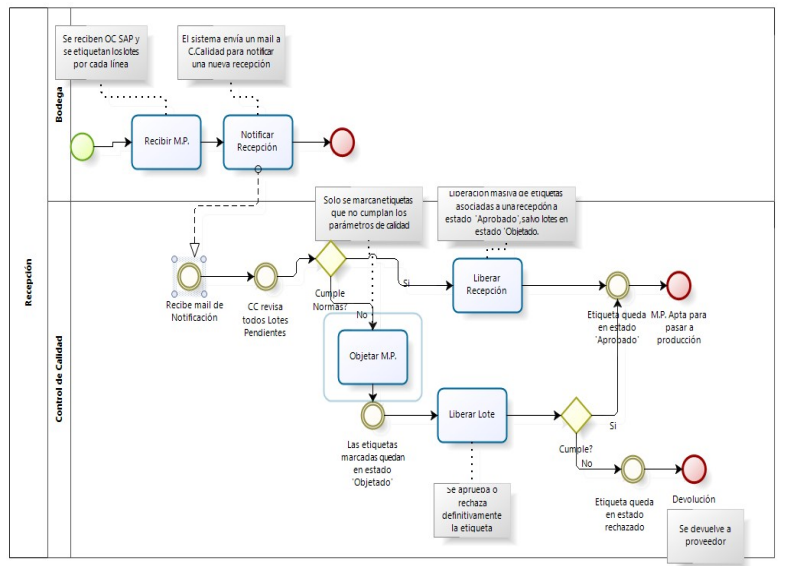 Recepción
Bodega
Control de Calidad
Se reciben OC SAP y
se etiquetan los lotes
por cada línea
El sistema envía un mail a
C.Calidad para notificar
una nueva recepción
Recibir M.P.
Notificar
Recepción
Solo se marcan etiquetas
que no cumplan los
parámetros de calidad
Liberación masiva de etiquetas
asociadas a una recepción a
estado `Aprobado´,salvo lotes en
estado `Objetado.
Recibe mail de
Notificación
CC revisa
todos Lotes
Pendientes
Cumple
Normas?
Si
No
Liberar
Recepción
Etiqueta queda
en estado
`Aprobado´
M.P. Apta para
pasar a
producción
Objetar M.P.
Las etiquetas
marcadas quedan
en estado
`Objetado´
Liberar Lote
Se aprueba o
rechaza
definitivamente
la etiqueta
Cumple?
Si
No
Etiqueta queda
en estado
rechazado
Devolución
Se devuelve a
proveedor